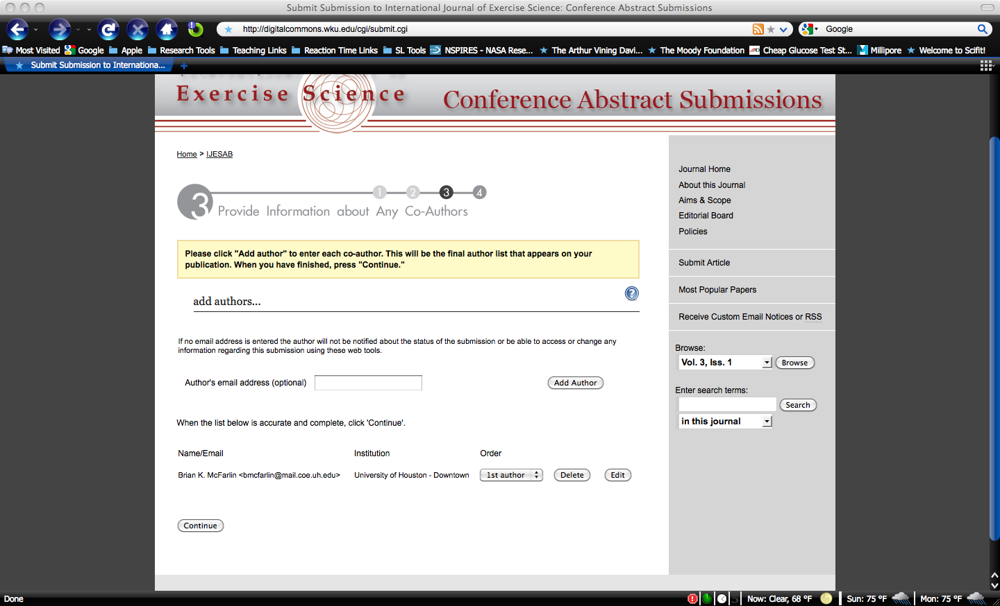 Submit Submission to International Journal of Exercise Science: Conference Abstract Submissions
http://digitalcommons.wku.edu/cgi/submit.cgi
Google
Most Visited Google Apple Research Tools Teaching Links Reaction Time Links SL Tools NSPIRES - NASA Rese... The Arthur Vining Davi... The Moody Foundation Cheap Glucose Test St... Millipore Welcome to Scifit!
Submit Submission to Internationa... +
Exercise Science
Conference Abstract Submissions
Home > IJESAB
1 2 3 4
3 Provide Information about Any Co-Authors
Please click "Add author" to enter each co-author. This will be the final author list that appears on your
publication. When you have finished, press "Continue."
add authors...
?
If no email address is entered the author will not be notified about the status of the submission or be able to access or change any
information regarding this submission using these web tools.
Author's email address (optional)
Add Author
When the list below is accurate and complete, click 'Continue'.
Name/Email Institution Order
Brian K. McFarlin <bmcfarlin@mail.coe.uh.edu> University of Houston - Downtown 1st author Delete Edit
Continue
Journal Home
About this Journal
Aims & Scope
Editorial Board
Policies
Submit Article
Most Popular Papers
Receive Custom Email Notices or RSS
Browse:
Vol. 3, Iss. 1 Browse
Enter search terms:
Search
in this journal
Done
Now: Clear, 68 °F Sun: 75 °F Mon: 75 °F